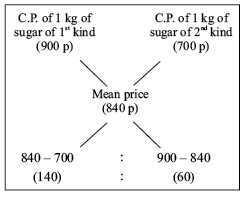 C.P. of 1 kg of C.P. of 1 kg of
sugar of 1st kind sugar of 2nd kind
(900 p) (700 p)
Mean price
(840 p)
840 – 700 : 900 – 840
(140) : (60)